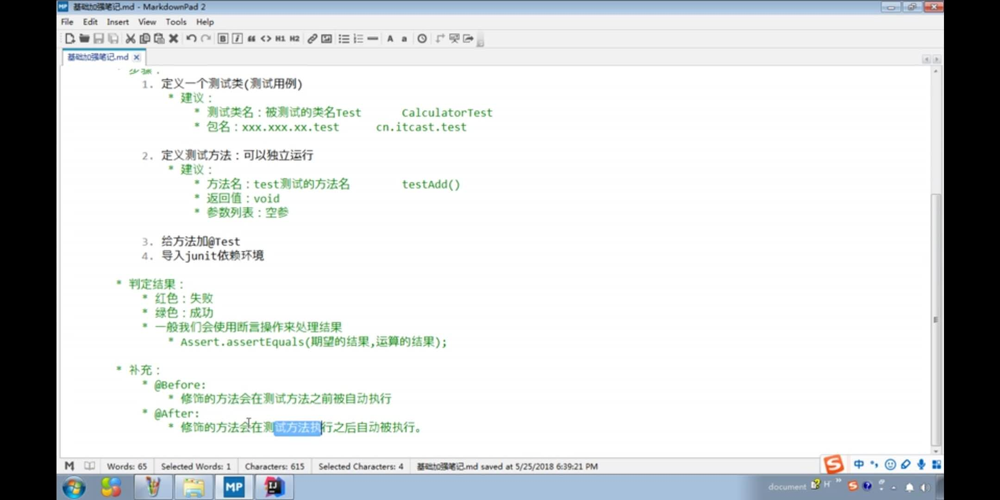 基础加强笔记.md - MarkdownPad 2
File Edit Insert View Tools Help
B i “ <> H1 H2 A a
基础加强笔记.md
* 步骤：
1. 定义一个测试类(测试用例)
* 建议：
* 测试类名：被测试的类名Test CalculatorTest
* 包名：xxx.xxx.xx.test cn.itcast.test
2. 定义测试方法：可以独立运行
* 建议：
* 方法名：test测试的方法名 testAdd()
* 返回值：void
* 参数列表：空参
3. 给方法加@Test
4. 导入junit依赖环境
* 判定结果：
* 红色：失败
* 绿色：成功
* 一般我们会使用断言操作来处理结果
* Assert.assertEquals(期望的结果,运算的结果);
* 补充：
* @Before:
* 修饰的方法会在测试方法之前被自动执行
* @After:
* 修饰的方法会在测试方法执行之后自动被执行。
Words: 65 Selected Words: 1 Characters: 615 Selected Characters: 4 基础加强笔记.md saved at 5/25/2018 6:39:21 PM
中
MP IJ document